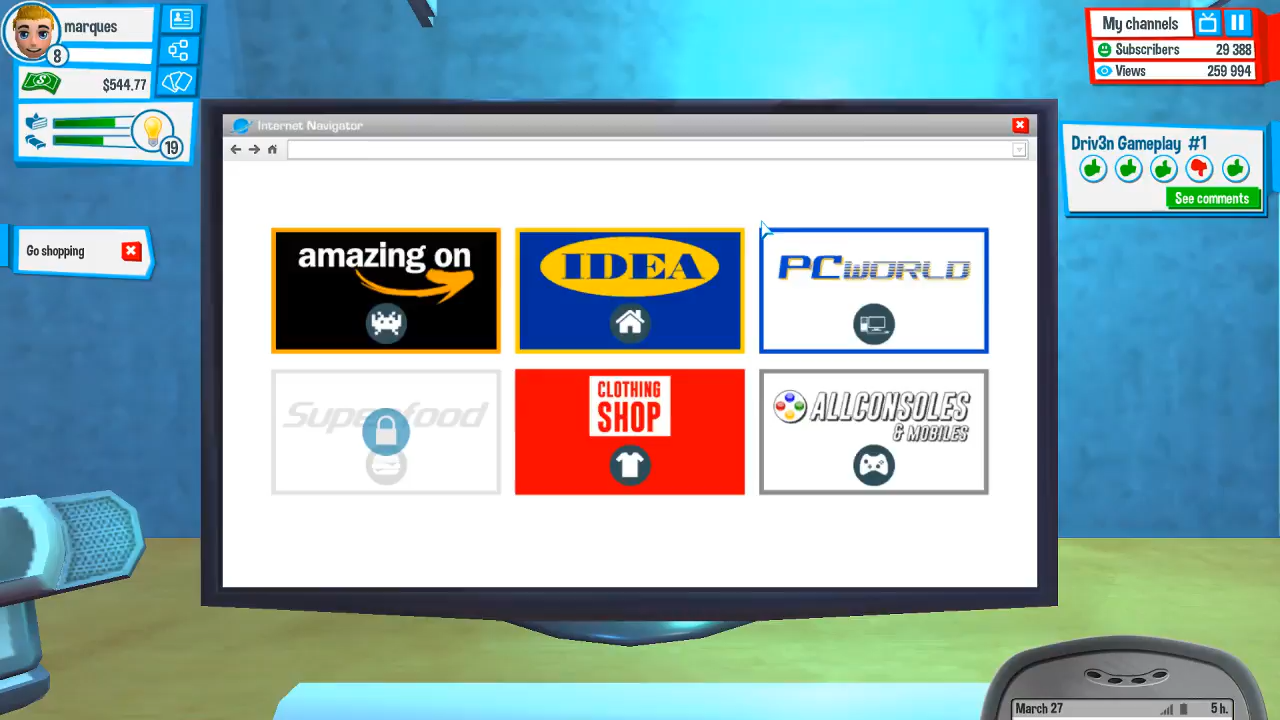 marques
8
$544.77
19
Go shopping
My channels
Subscribers 29 388
Views 259 994
Driv3n Gameplay #1
See comments
Internet Navigator
amazing on
IDEA
PCWORLD
Superfood
CLOTHING
SHOP
ALLCONSOLES
& MOBILES
March 27 5 h.